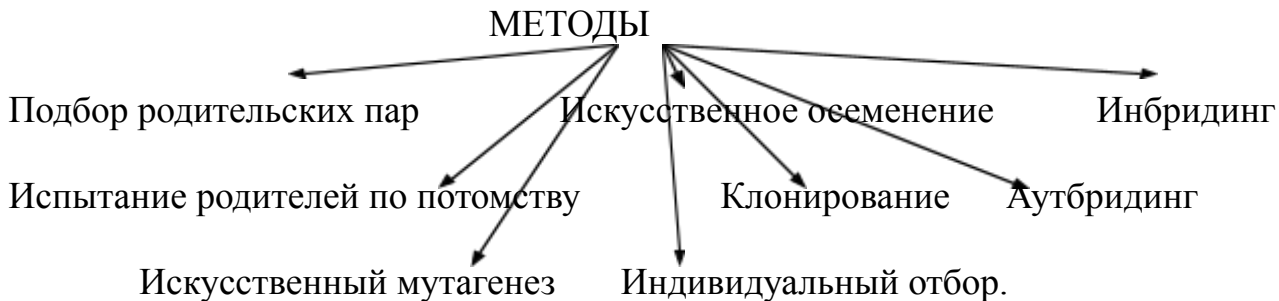 МЕТОДЫ
Подбор родительских пар Искусственное осеменение Инбридинг
Испытание родителей по потомству Клонирование Аутбридинг
Искусственный мутагенез Индивидуальный отбор.